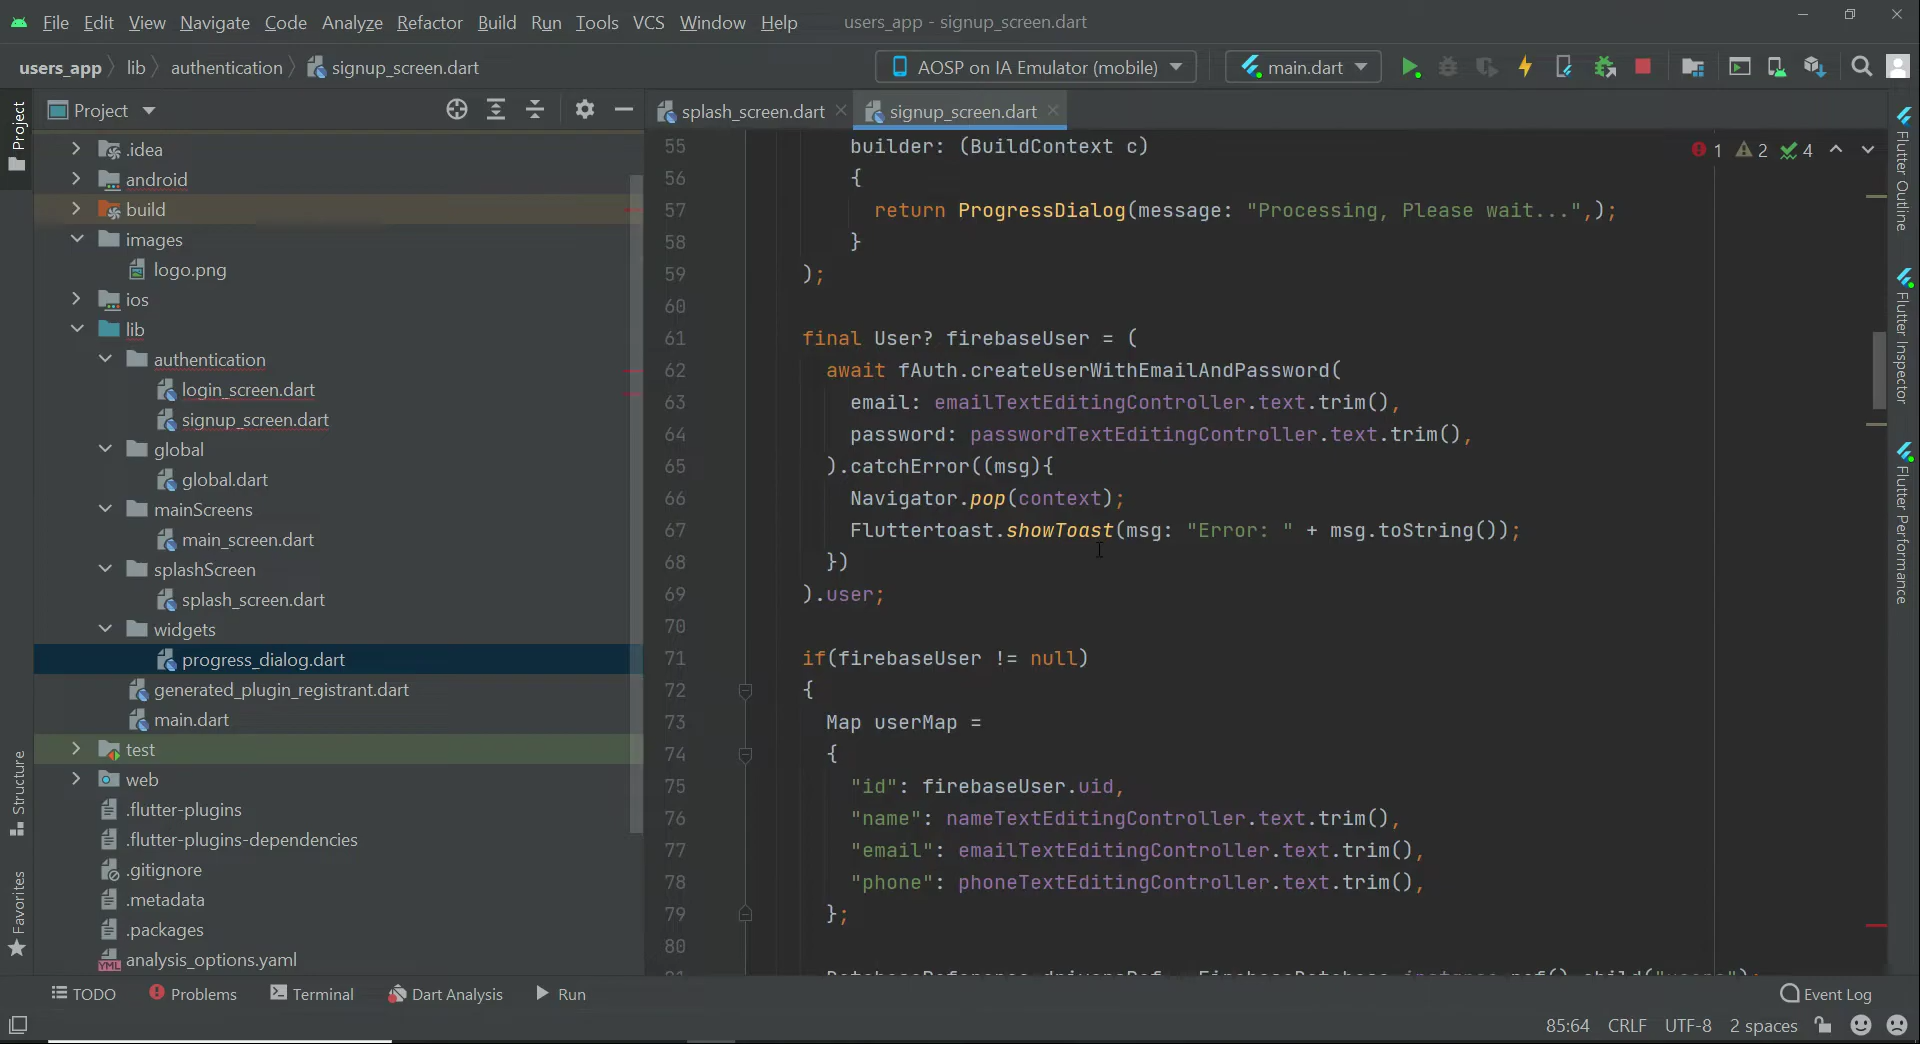 File Edit View Navigate Code Analyze Refactor Build Run Tools VCS Window Help users_app - signup_screen.dart
users_app lib authentication signup_screen.dart AOSP on IA Emulator (mobile) main.dart
Project
splash_screen.dart signup_screen.dart
1 2 4
.idea
android
build
images
logo.png
ios
lib
authentication
login_screen.dart
signup_screen.dart
global
global.dart
mainScreens
main_screen.dart
splashScreen
splash_screen.dart
widgets
progress_dialog.dart
generated_plugin_registrant.dart
main.dart
test
web
.flutter-plugins
.flutter-plugins-dependencies
.gitignore
.metadata
.packages
analysis_options.yaml
55 builder: (BuildContext c)
56 {
57 return ProgressDialog(message: "Processing, Please wait...",);
58 }
59 );
60
61 final User? firebaseUser = (
62 await fAuth.createUserWithEmailAndPassword(
63 email: emailTextEditingController.text.trim(),
64 password: passwordTextEditingController.text.trim(),
65 ).catchError((msg){
66 Navigator.pop(context);
67 Fluttertoast.showToast(msg: "Error: " + msg.toString());
68 })
69 ).user;
70
71 if(firebaseUser != null)
72 {
73 Map userMap =
74 {
75 "id": firebaseUser.uid,
76 "name": nameTextEditingController.text.trim(),
77 "email": emailTextEditingController.text.trim(),
78 "phone": phoneTextEditingController.text.trim(),
79 };
80
Project
Structure
Favorites
Flutter Outline
Flutter Inspector
Flutter Performance
TODO Problems Terminal Dart Analysis Run Event Log
85:64 CRLF UTF-8 2 spaces